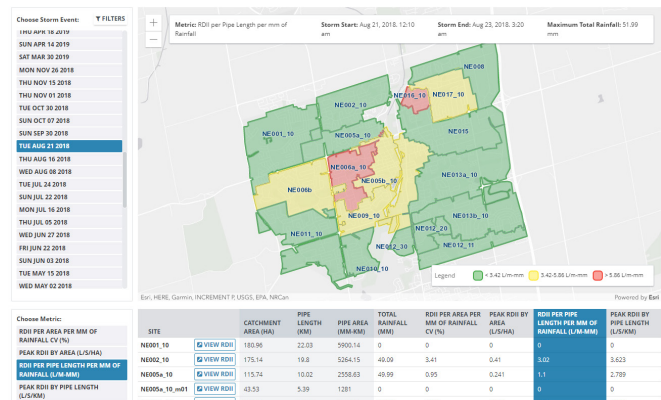 Choose Storm Event:
FILTERS
THU APR 18 2019
SUN APR 14 2019
SAT MAR 30 2019
MON NOV 26 2018
THU NOV 15 2018
THU NOV 01 2018
TUE OCT 30 2018
SUN OCT 07 2018
SUN SEP 30 2018
TUE AUG 21 2018
THU AUG 16 2018
WED AUG 08 2018
TUE JUL 24 2018
SUN JUL 22 2018
MON JUL 16 2018
THU JUL 05 2018
WED JUN 27 2018
FRI JUN 22 2018
SUN JUN 03 2018
TUE MAY 15 2018
WED MAY 02 2018
+
−
Metric: RDII per Pipe Length per mm of Rainfall
Storm Start: Aug 21, 2018, 12:10 am
Storm End: Aug 23, 2018, 3:20 am
Maximum Total Rainfall: 51.99 mm
NE008
NE016_10
NE017_10
NE002_10
NE001_10
NE005a_10
NE015
NE006a_10
NE005b_10
NE013a_10
NE006b
NE009_10
NE013b_10
NE011_10
NE012_20
NE012_30
NE012_11
NE010_10
Legend
< 3.42 L/m-mm
3.42-5.86 L/m-mm
> 5.86 L/m-mm
Esri, HERE, Garmin, INCREMENT P, USGS, EPA, NRCan
Powered by Esri
Choose Metric:
RDII PER AREA PER MM OF RAINFALL CV (%)
PEAK RDII BY AREA (L/S/HA)
RDII PER PIPE LENGTH PER MM OF RAINFALL (L/M-MM)
PEAK RDII BY PIPE LENGTH (L/S/KM)
SITE
CATCHMENT AREA (HA)
PIPE LENGTH (KM)
PIPE AREA (MM-KM)
TOTAL RAINFALL (MM)
RDII PER AREA PER MM OF RAINFALL CV (%)
PEAK RDII BY AREA (L/S/HA)
RDII PER PIPE LENGTH PER MM OF RAINFALL (L/M-MM)
PEAK RDII BY PIPE LENGTH (L/S/KM)
NE001_10 VIEW RDII 180.96 22.03 5900.14 0 0 0 0 0
NE002_10 VIEW RDII 175.14 19.8 5264.15 49.09 3.41 0.41 3.02 3.623
NE005a_10 VIEW RDII 115.74 10.02 2558.83 49.99 0.95 0.241 1.1 2.789
NE005a_10_m01 VIEW RDII 43.53 5.39 1281 0 0 0 0 0